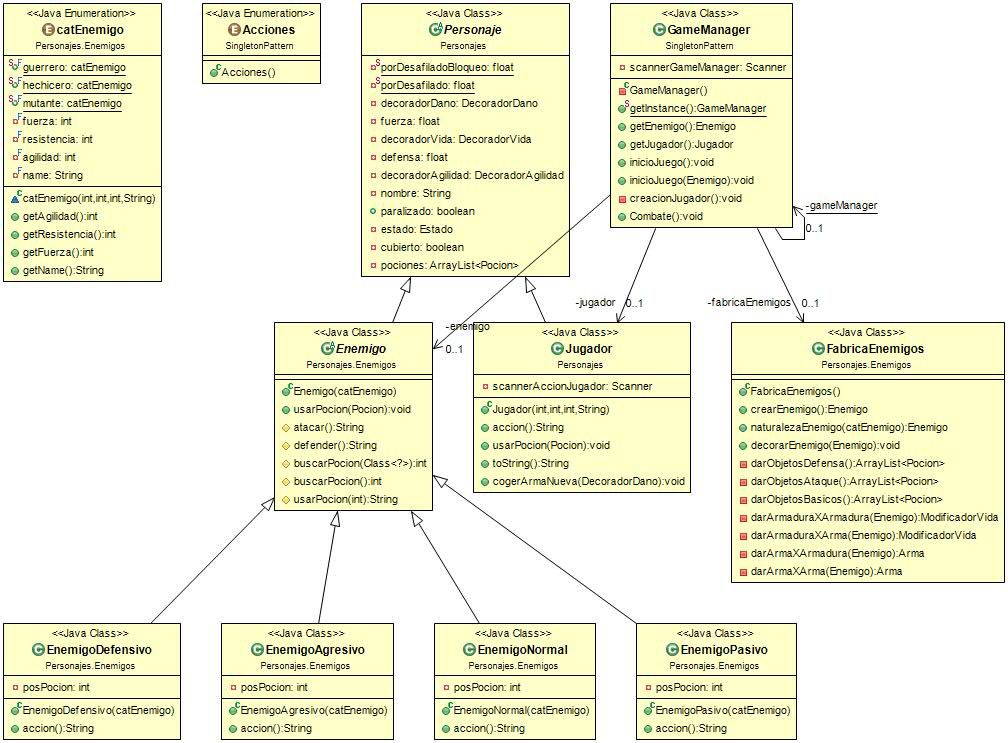 <<Java Enumeration>>
catEnemigo
Personajes.Enemigos
guerrero: catEnemigo
hechicero: catEnemigo
mutante: catEnemigo
fuerza: int
resistencia: int
agilidad: int
name: String
catEnemigo(int,int,int,String)
getAgilidad():int
getResistencia():int
getFuerza():int
getName():String
<<Java Enumeration>>
Acciones
SingletonPattern
Acciones()
<<Java Class>>
Personaje
Personajes
porDesafiladoBloqueo: float
porDesafilado: float
decoradorDano: DecoradorDano
fuerza: float
decoradorVida: DecoradorVida
defensa: float
decoradorAgilidad: DecoradorAgilidad
nombre: String
paralizado: boolean
estado: Estado
cubierto: boolean
pociones: ArrayList<Pocion>
<<Java Class>>
GameManager
SingletonPattern
scannerGameManager: Scanner
GameManager()
getInstance():GameManager
getEnemigo():Enemigo
getJugador():Jugador
inicioJuego():void
inicioJuego(Enemigo):void
creacionJugador():void
Combate():void
-gameManager
0..1
-enemigo
0..1
-jugador
0..1
-fabricaEnemigos
0..1
<<Java Class>>
Enemigo
Personajes.Enemigos
Enemigo(catEnemigo)
usarPocion(Pocion):void
atacar():String
defender():String
buscarPocion(Class<?>):int
buscarPocion():int
usarPocion(int):String
<<Java Class>>
Jugador
Personajes
scannerAccionJugador: Scanner
Jugador(int,int,int,String)
accion():String
usarPocion(Pocion):void
toString():String
cogerArmaNueva(DecoradorDano):void
<<Java Class>>
FabricaEnemigos
Personajes.Enemigos
FabricaEnemigos()
crearEnemigo():Enemigo
naturalezaEnemigo(catEnemigo):Enemigo
decorarEnemigo(Enemigo):void
darObjetosDefensa():ArrayList<Pocion>
darObjetosAtaque():ArrayList<Pocion>
darObjetosBasicos():ArrayList<Pocion>
darArmaduraXArmadura(Enemigo):ModificadorVida
darArmaduraXArma(Enemigo):ModificadorVida
darArmaXArmadura(Enemigo):Arma
darArmaXArma(Enemigo):Arma
<<Java Class>>
EnemigoDefensivo
Personajes.Enemigos
posPocion: int
EnemigoDefensivo(catEnemigo)
accion():String
<<Java Class>>
EnemigoAgresivo
Personajes.Enemigos
posPocion: int
EnemigoAgresivo(catEnemigo)
accion():String
<<Java Class>>
EnemigoNormal
Personajes.Enemigos
posPocion: int
EnemigoNormal(catEnemigo)
accion():String
<<Java Class>>
EnemigoPasivo
Personajes.Enemigos
posPocion: int
EnemigoPasivo(catEnemigo)
accion():String